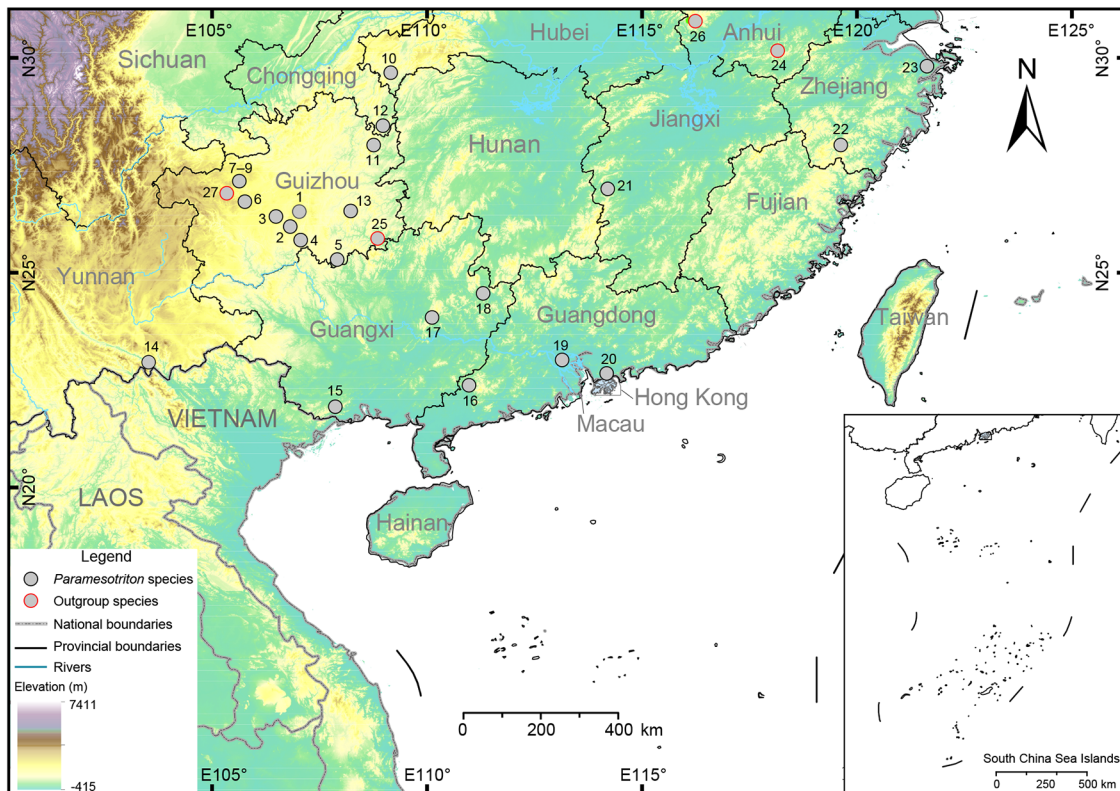 E105°
E110°
E115°
E120°
E125°
N30°
N25°
N20°
N30°
N25°
N20°
E105°
E110°
E115°
N
Sichuan
Chongqing
Hubei
Anhui
Zhejiang
Hunan
Jiangxi
Guizhou
Fujian
Yunnan
Guangxi
Guangdong
Taiwan
Hong Kong
Macau
VIETNAM
LAOS
Hainan
26
24
23
10
12
11
22
7–9
27
6
21
3
1
13
2
4
25
5
18
17
14
19
20
15
16
Legend
Paramesotriton species
Outgroup species
National boundaries
Provincial boundaries
Rivers
Elevation (m)
7411
-415
0 200 400 km
South China Sea Islands
0 250 500 km